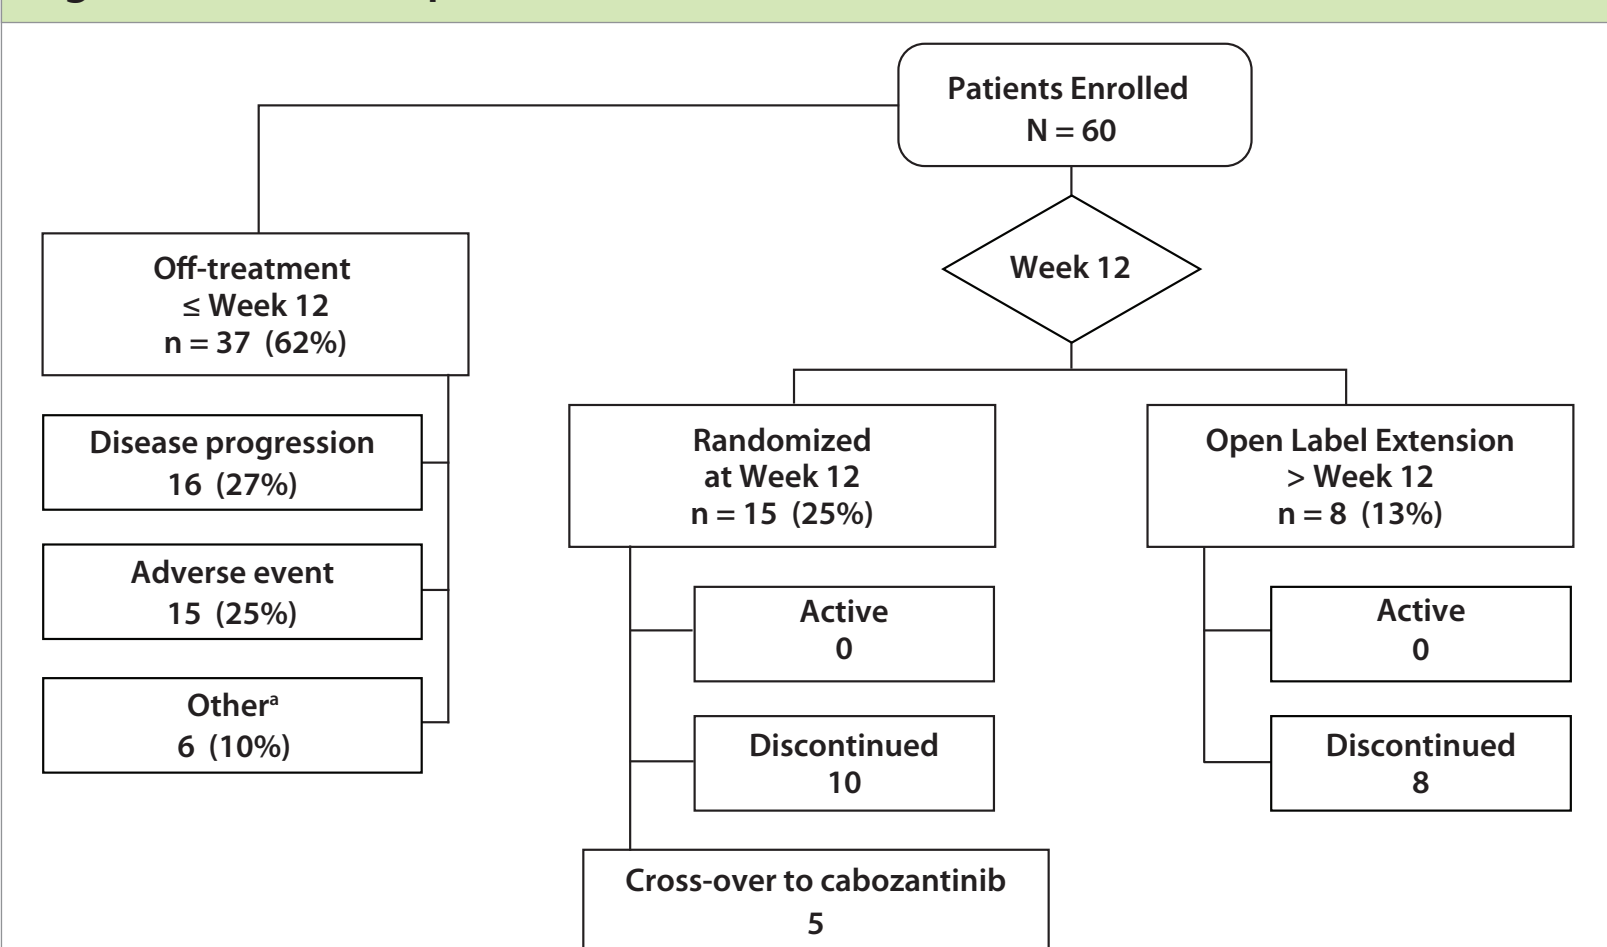 Patients Enrolled
N = 60
Week 12
Off-treatment
≤ Week 12
n = 37 (62%)
Disease progression
16 (27%)
Adverse event
15 (25%)
Otherᵃ
6 (10%)
Randomized
at Week 12
n = 15 (25%)
Active
0
Discontinued
10
Cross-over to cabozantinib
5
Open Label Extension
> Week 12
n = 8 (13%)
Active
0
Discontinued
8